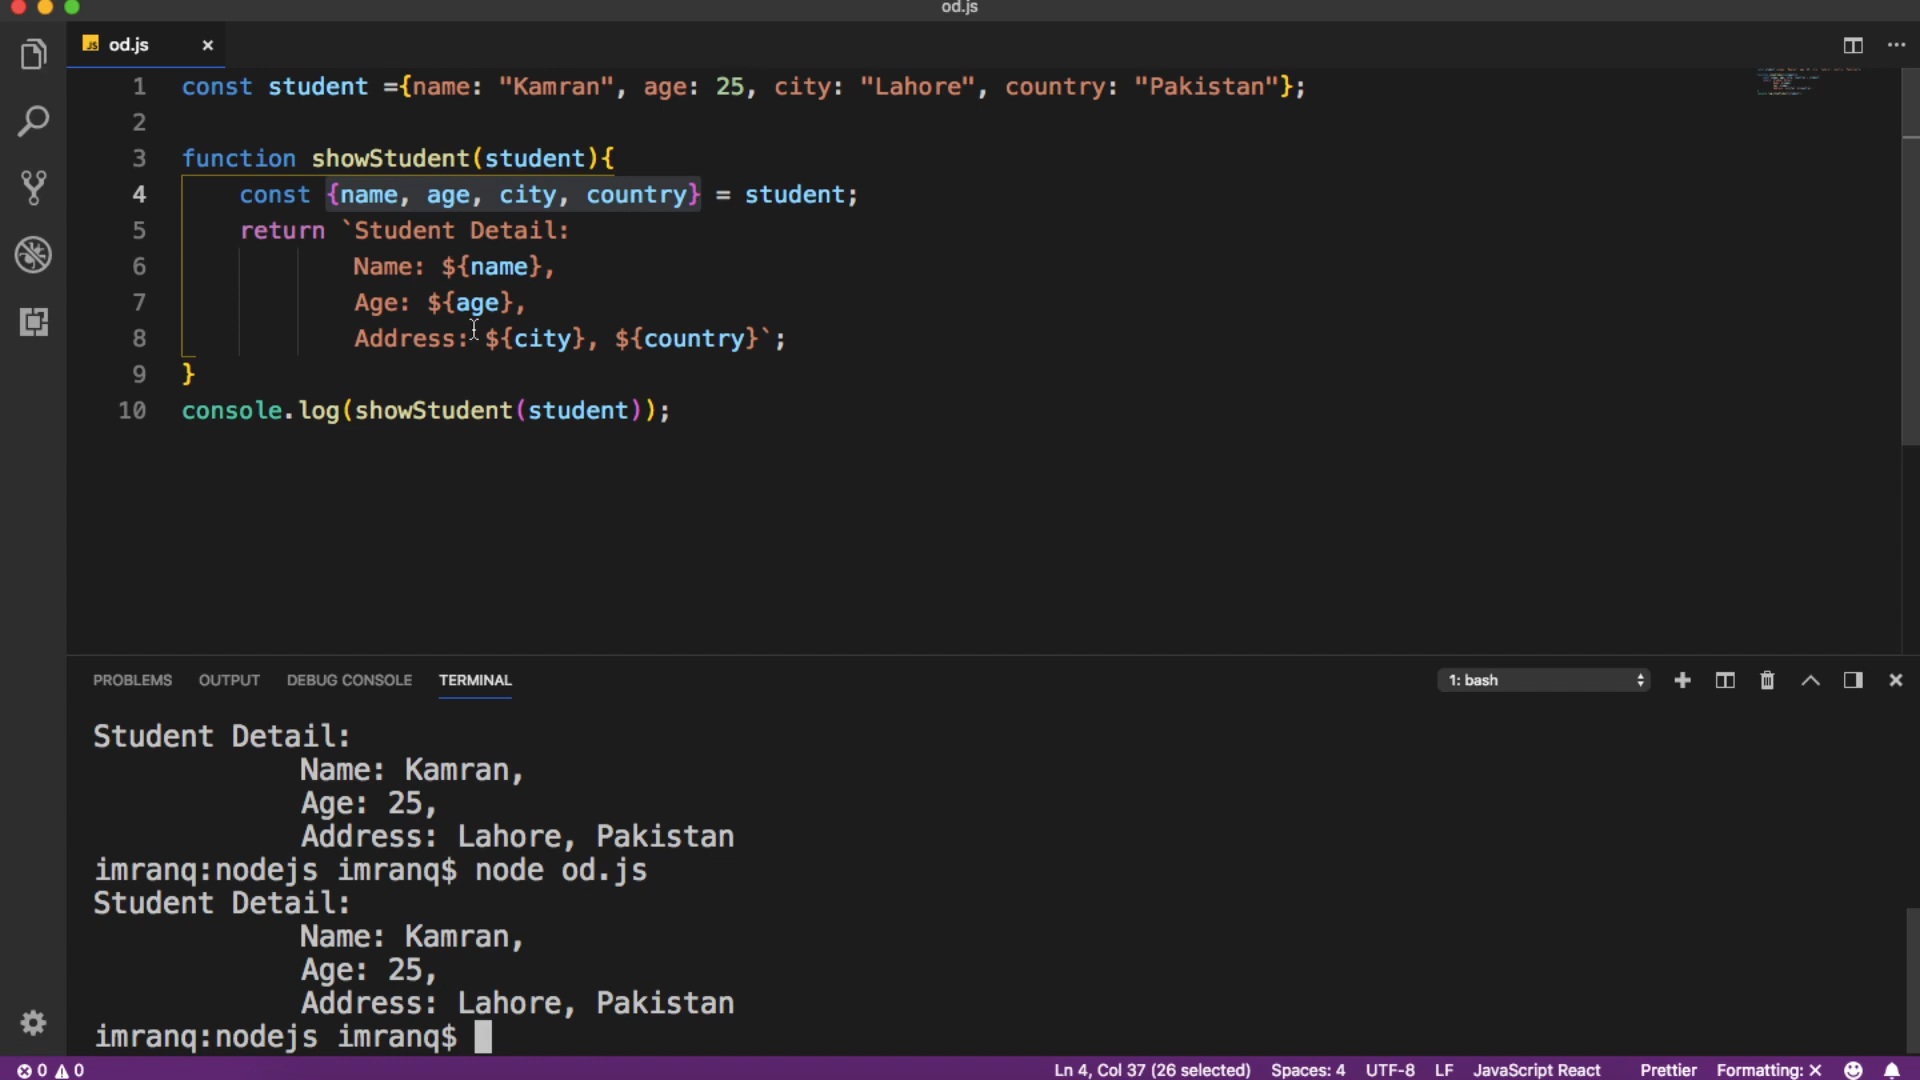 od.js
JS od.js ×
1 const student ={name: "Kamran", age: 25, city: "Lahore", country: "Pakistan"};
2
3 function showStudent(student){
4 const {name, age, city, country} = student;
5 return `Student Detail:
6 Name: ${name},
7 Age: ${age},
8 Address: ${city}, ${country}`;
9 }
10 console.log(showStudent(student));
PROBLEMS OUTPUT DEBUG CONSOLE TERMINAL 1: bash
Student Detail:
Name: Kamran,
Age: 25,
Address: Lahore, Pakistan
imranq:nodejs imranq$ node od.js
Student Detail:
Name: Kamran,
Age: 25,
Address: Lahore, Pakistan
imranq:nodejs imranq$
0 0 Ln 4, Col 37 (26 selected) Spaces: 4 UTF-8 LF JavaScript React Prettier Formatting: ×